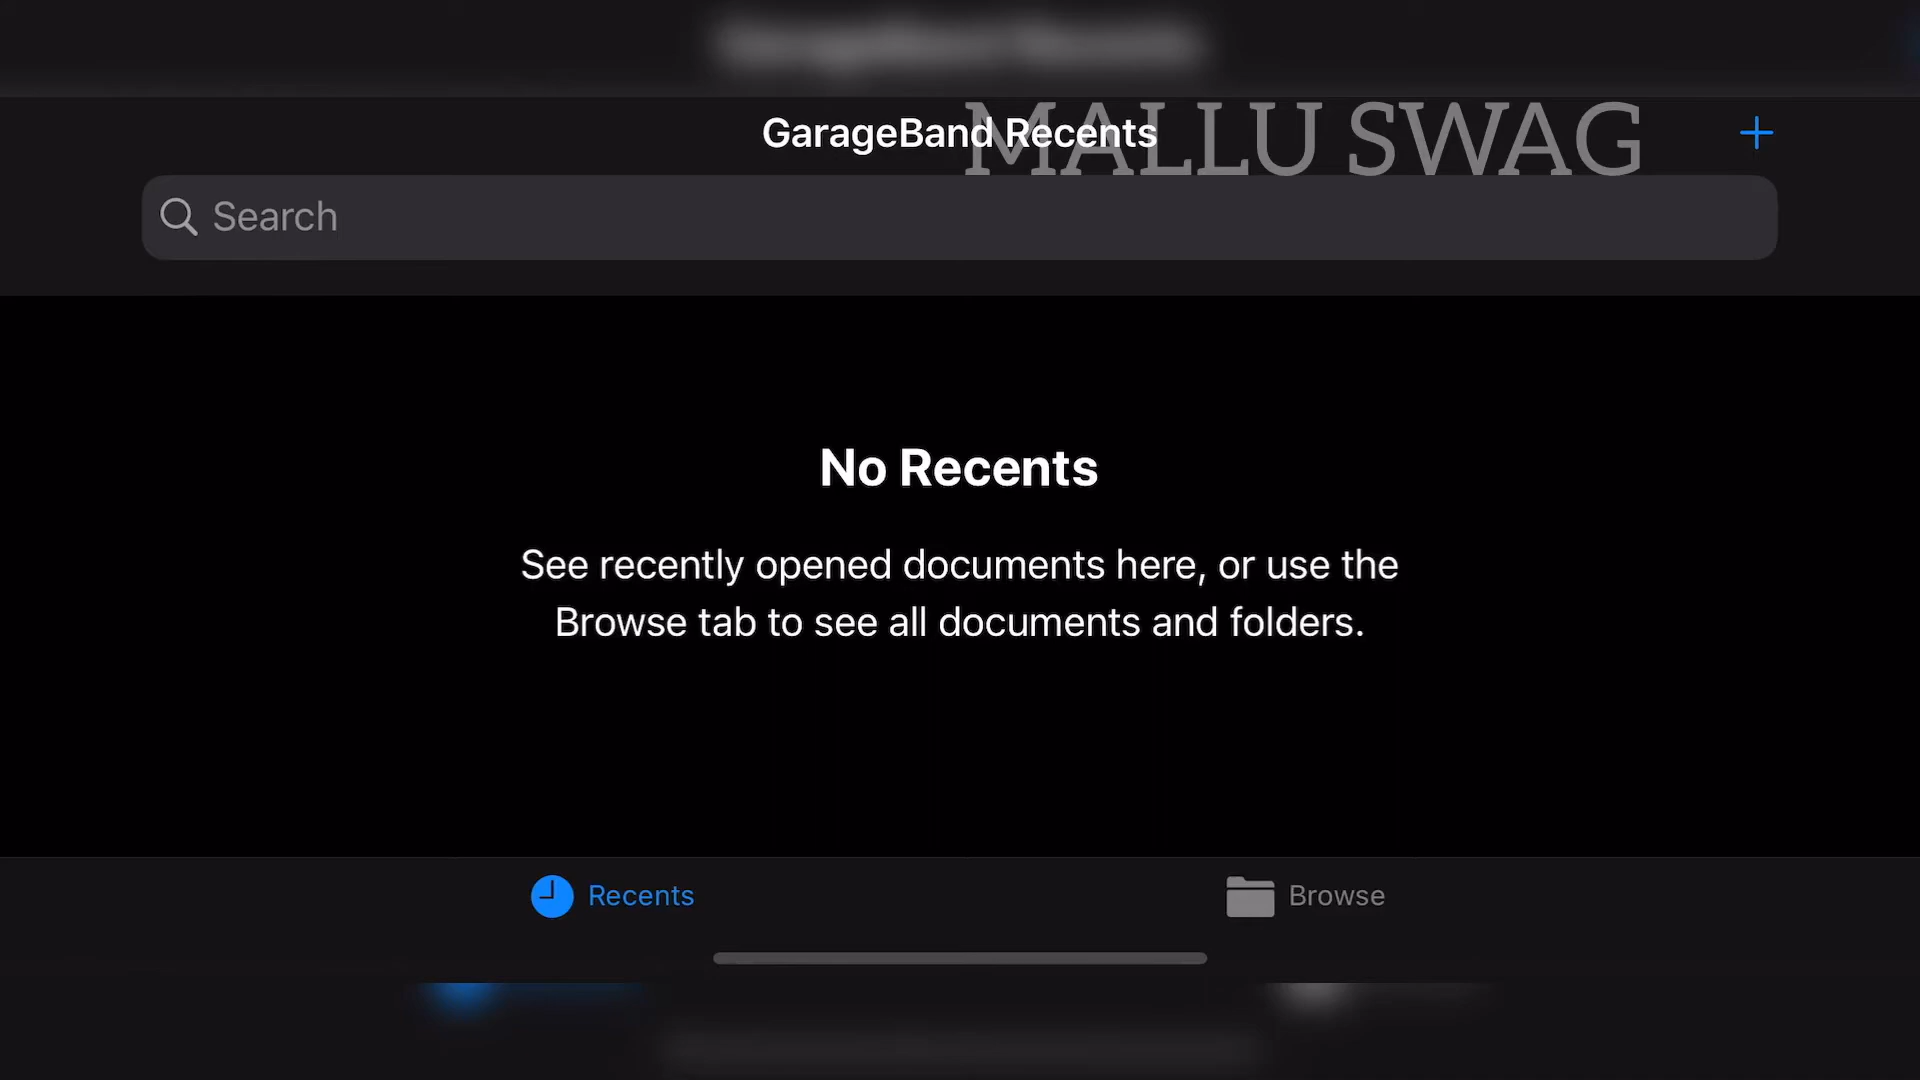 GarageBand Recents
MALLU SWAG
Search
No Recents
See recently opened documents here, or use the
Browse tab to see all documents and folders.
Recents
Browse